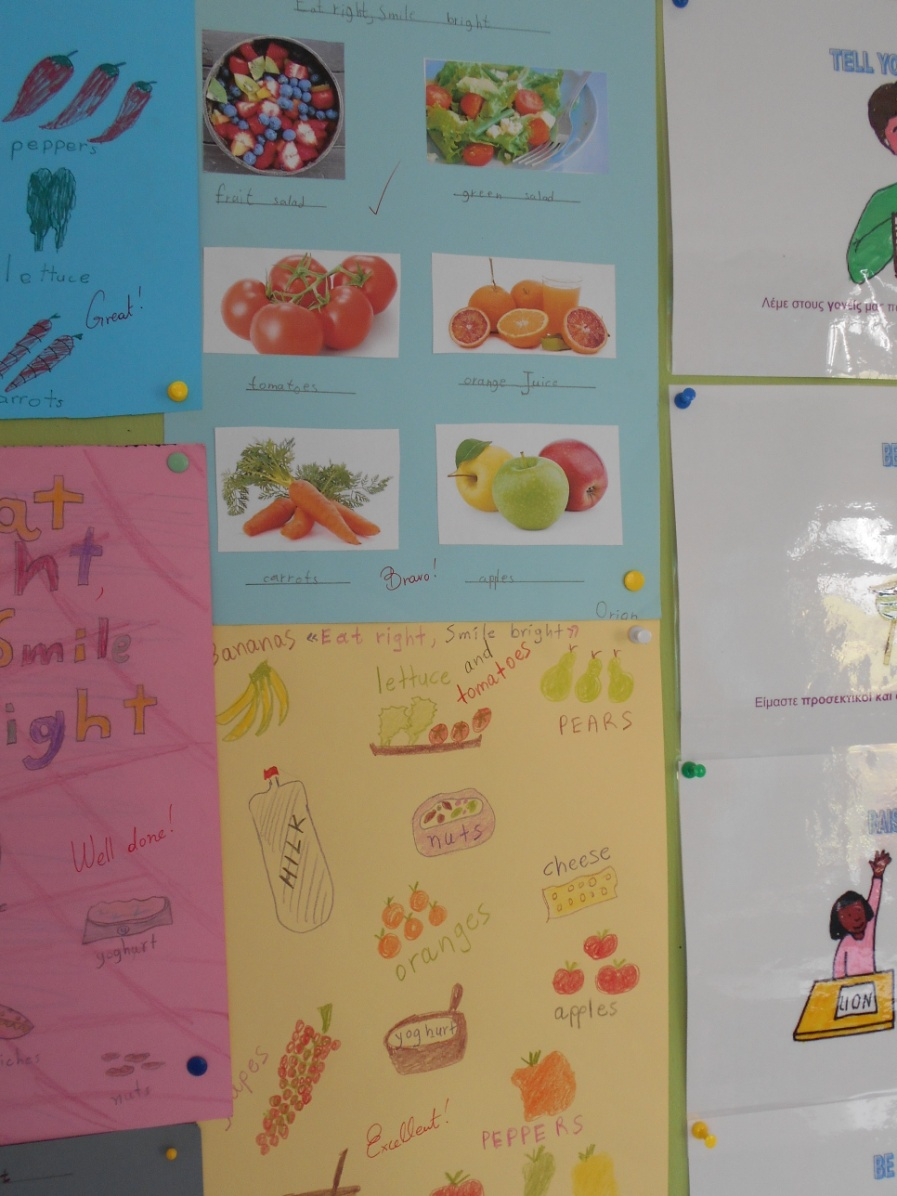 peppers
lettuce
Great!
Eat right, Smile bright
fruit salad
green salad
tomatoes
orange Juice
carrots
Bravo!
apples
Orion
Smile
Well done!
yoghurt
nuts
Bananas «Eat right, Smile bright»
lettuce and tomatoes
PEARS
MILK
nuts
cheese
oranges
apples
yoghurt
PEPPERS
Excellent!
TELL
Λέμε στους γονείς μας
Είμαστε προσεκτικοί και
LION
BE